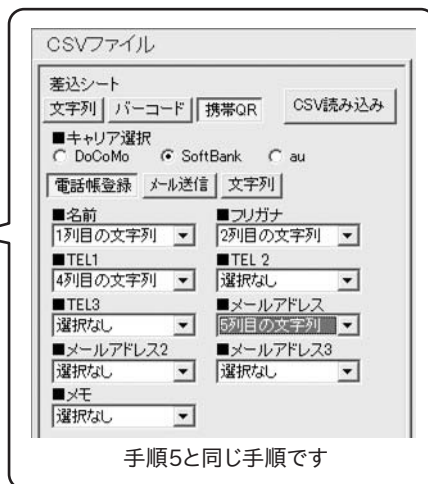 CSVファイル
差込シート
文字列 バーコード 携帯QR CSV読み込み
■キャリア選択
DoCoMo SoftBank au
電話帳登録 メール送信 文字列
■名前 ■フリガナ
1列目の文字列 2列目の文字列
■TEL1 ■TEL 2
4列目の文字列 選択なし
■TEL3 ■メールアドレス
選択なし 5列目の文字列
■メールアドレス2 ■メールアドレス3
選択なし 選択なし
■メモ
選択なし
手順5と同じ手順です